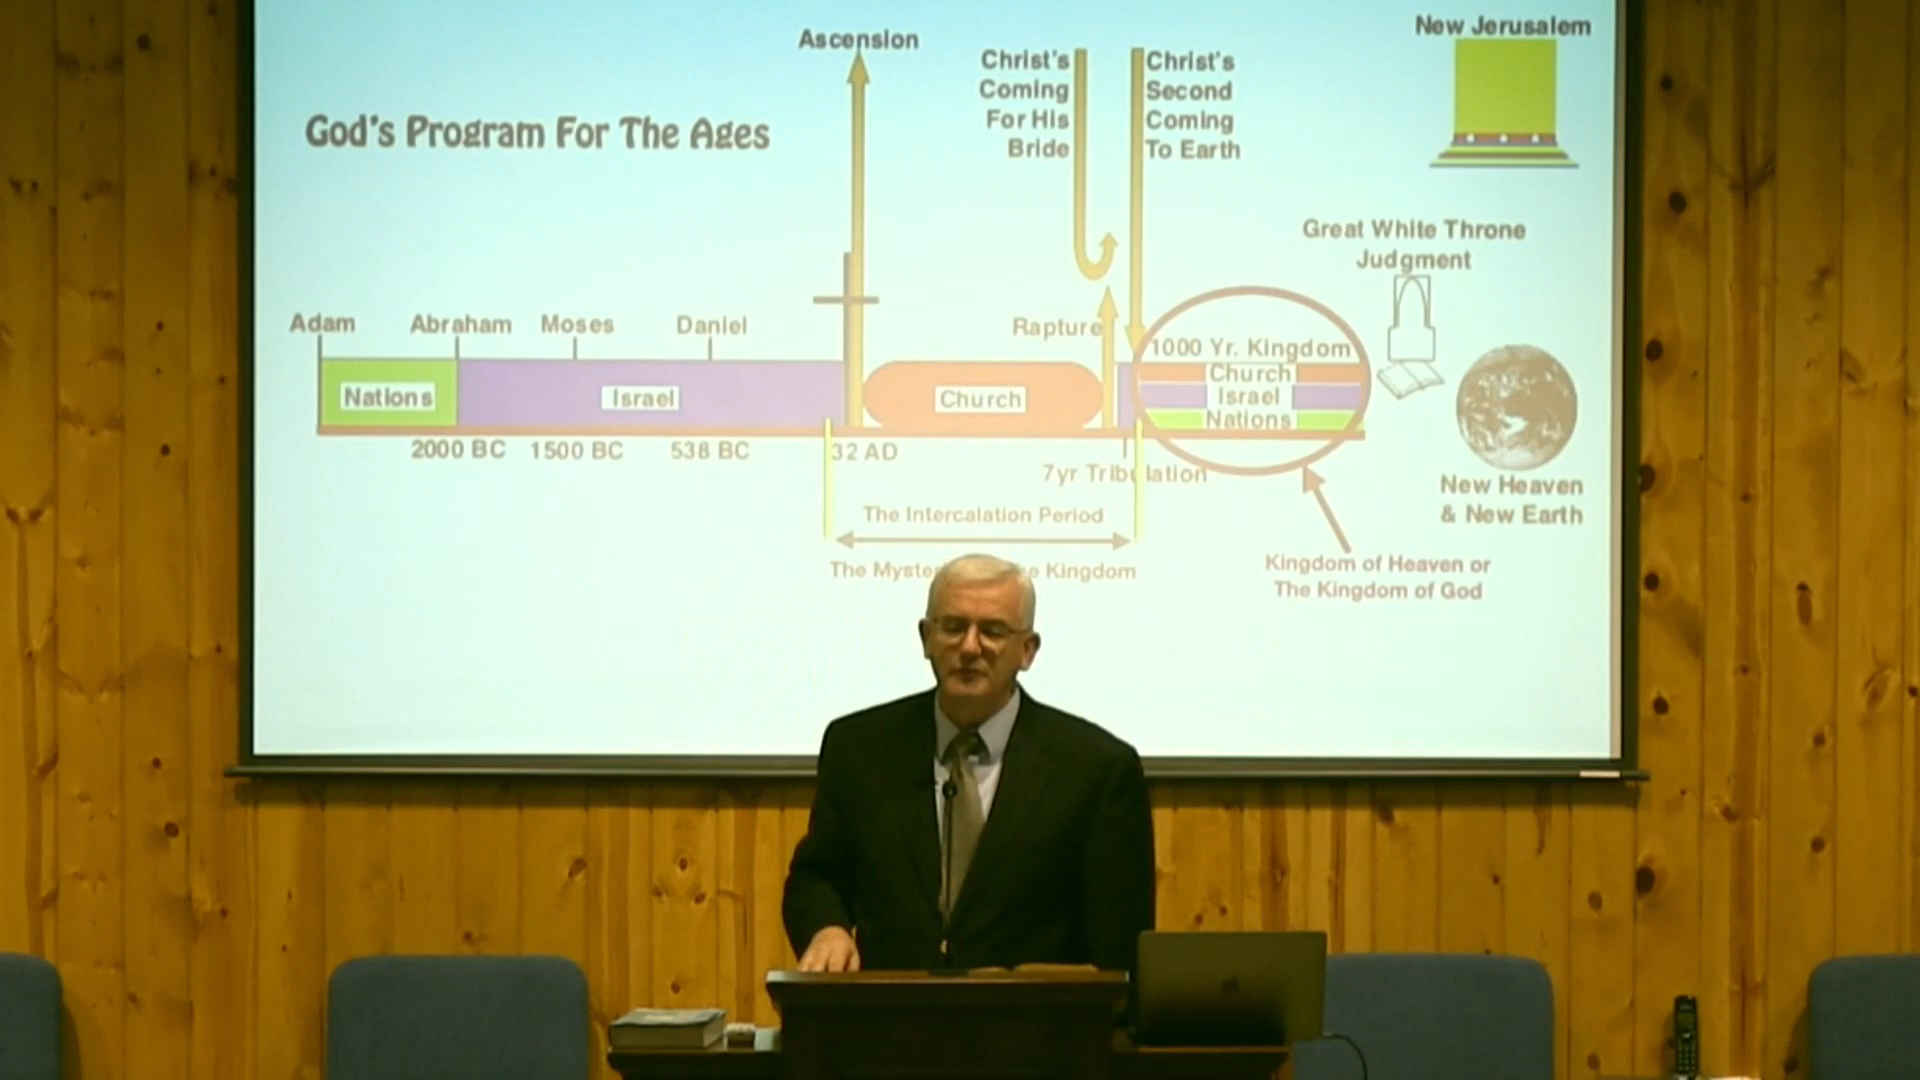 New Jerusalem
Ascension
Christ's
Coming
For His
Bride
Christ's
Second
Coming
To Earth
God's Program For The Ages
Great White Throne
Judgment
Adam
Abraham
Moses
Daniel
Rapture
1000 Yr. Kingdom
Church
Israel
Nations
Nations
Israel
Church
2000 BC
1500 BC
538 BC
32 AD
7yr Tribulation
New Heaven
& New Earth
The Intercalation Period
Kingdom of Heaven or
The Kingdom of God
The Kingdom